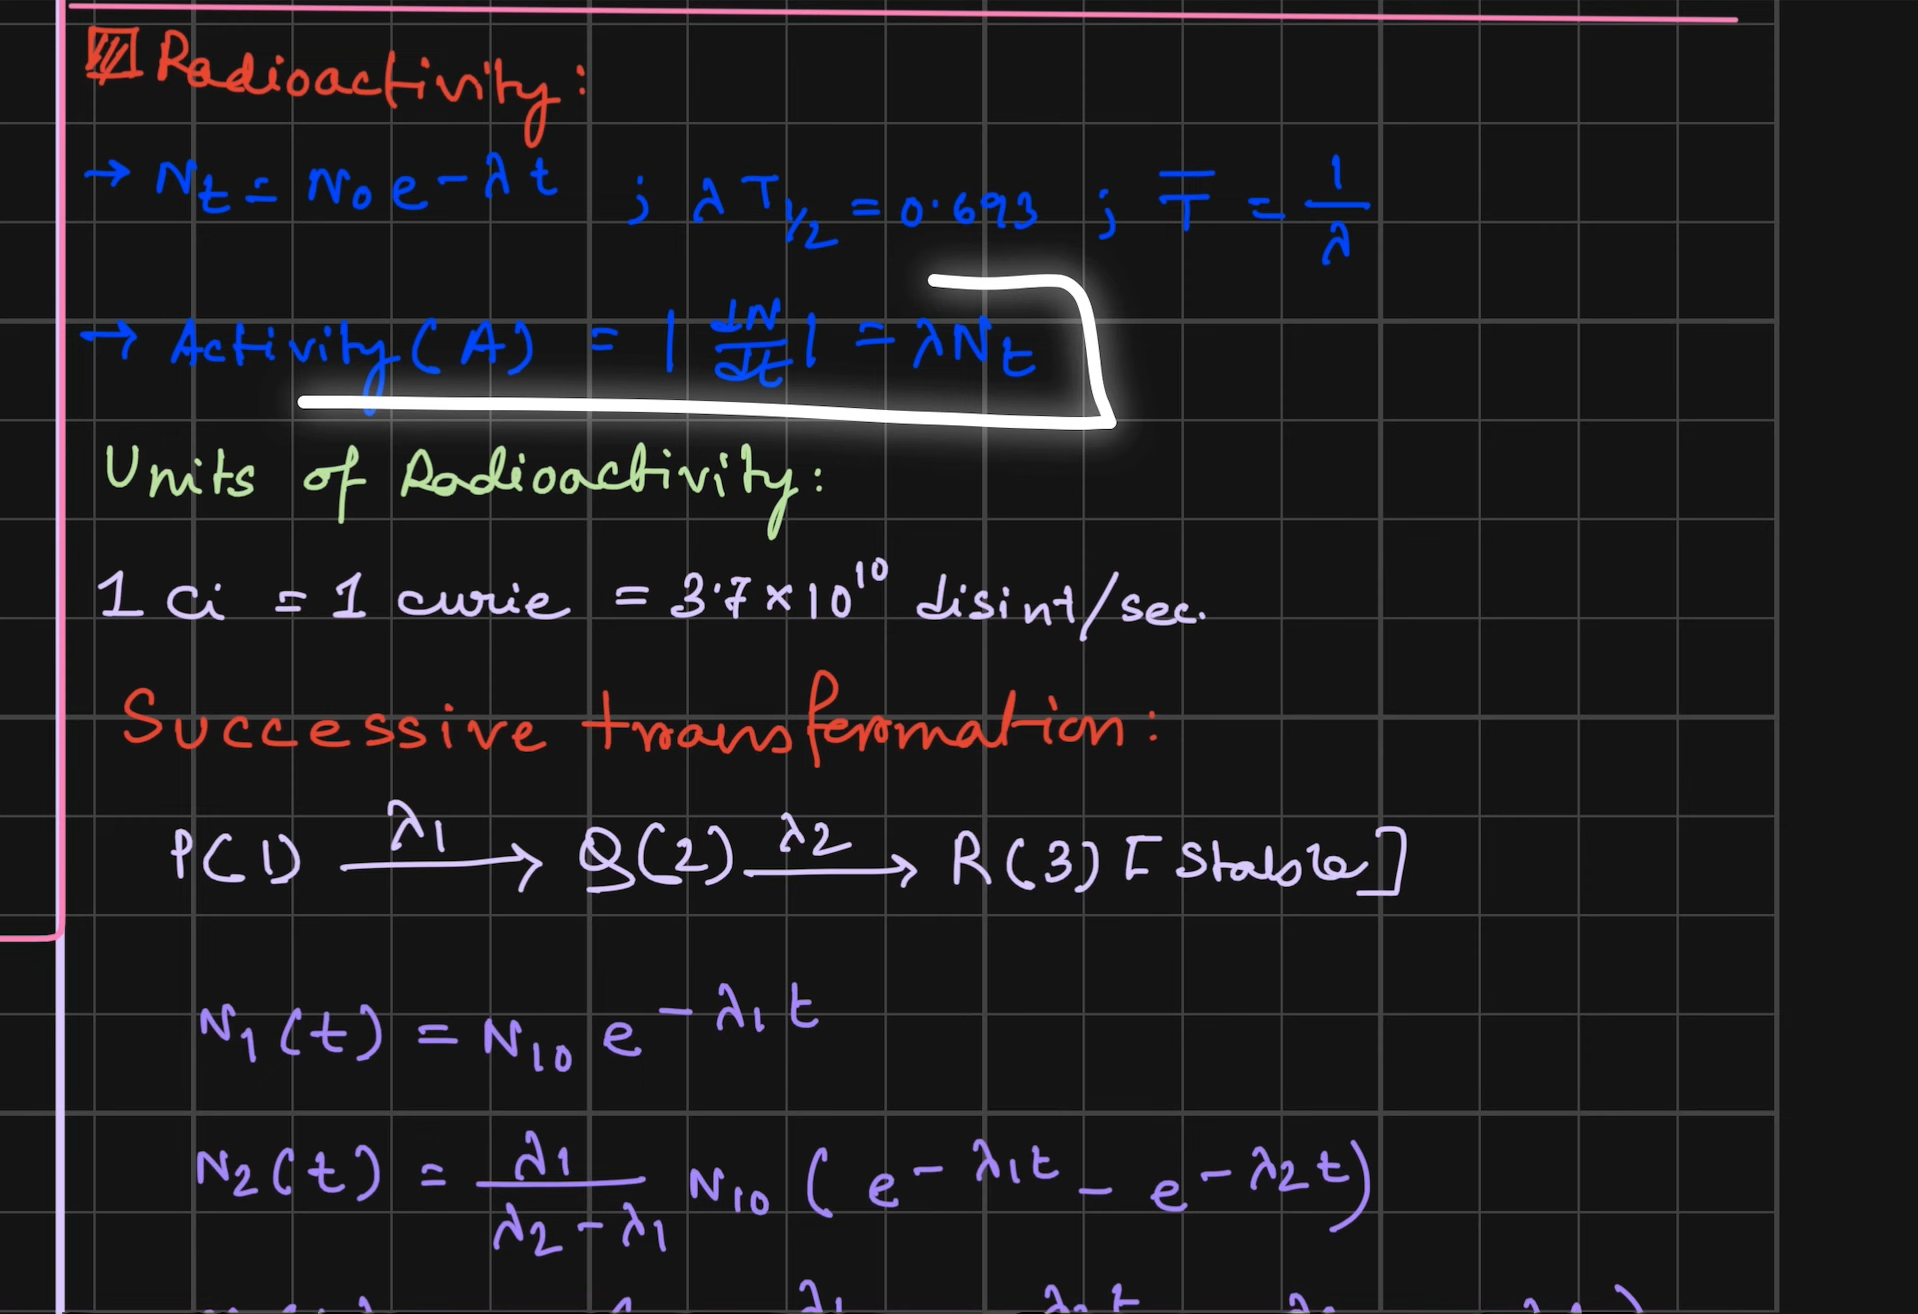 Radioactivity:
→ Nt = N0 e^-λt ; λT1/2 = 0.693 ; T̅ = 1/λ
→ Activity(A) = |dN/dt| = λNt
Units of Radioactivity:
1 Ci = 1 curie = 3.7×10^10 disint/sec.
Successive transformation:
P(1) —λ1→ Q(2) —λ2→ R(3) [Stable]
N1(t) = N10 e^-λ1t
N2(t) = λ1/(λ2-λ1) N10 (e^-λ1t - e^-λ2t)